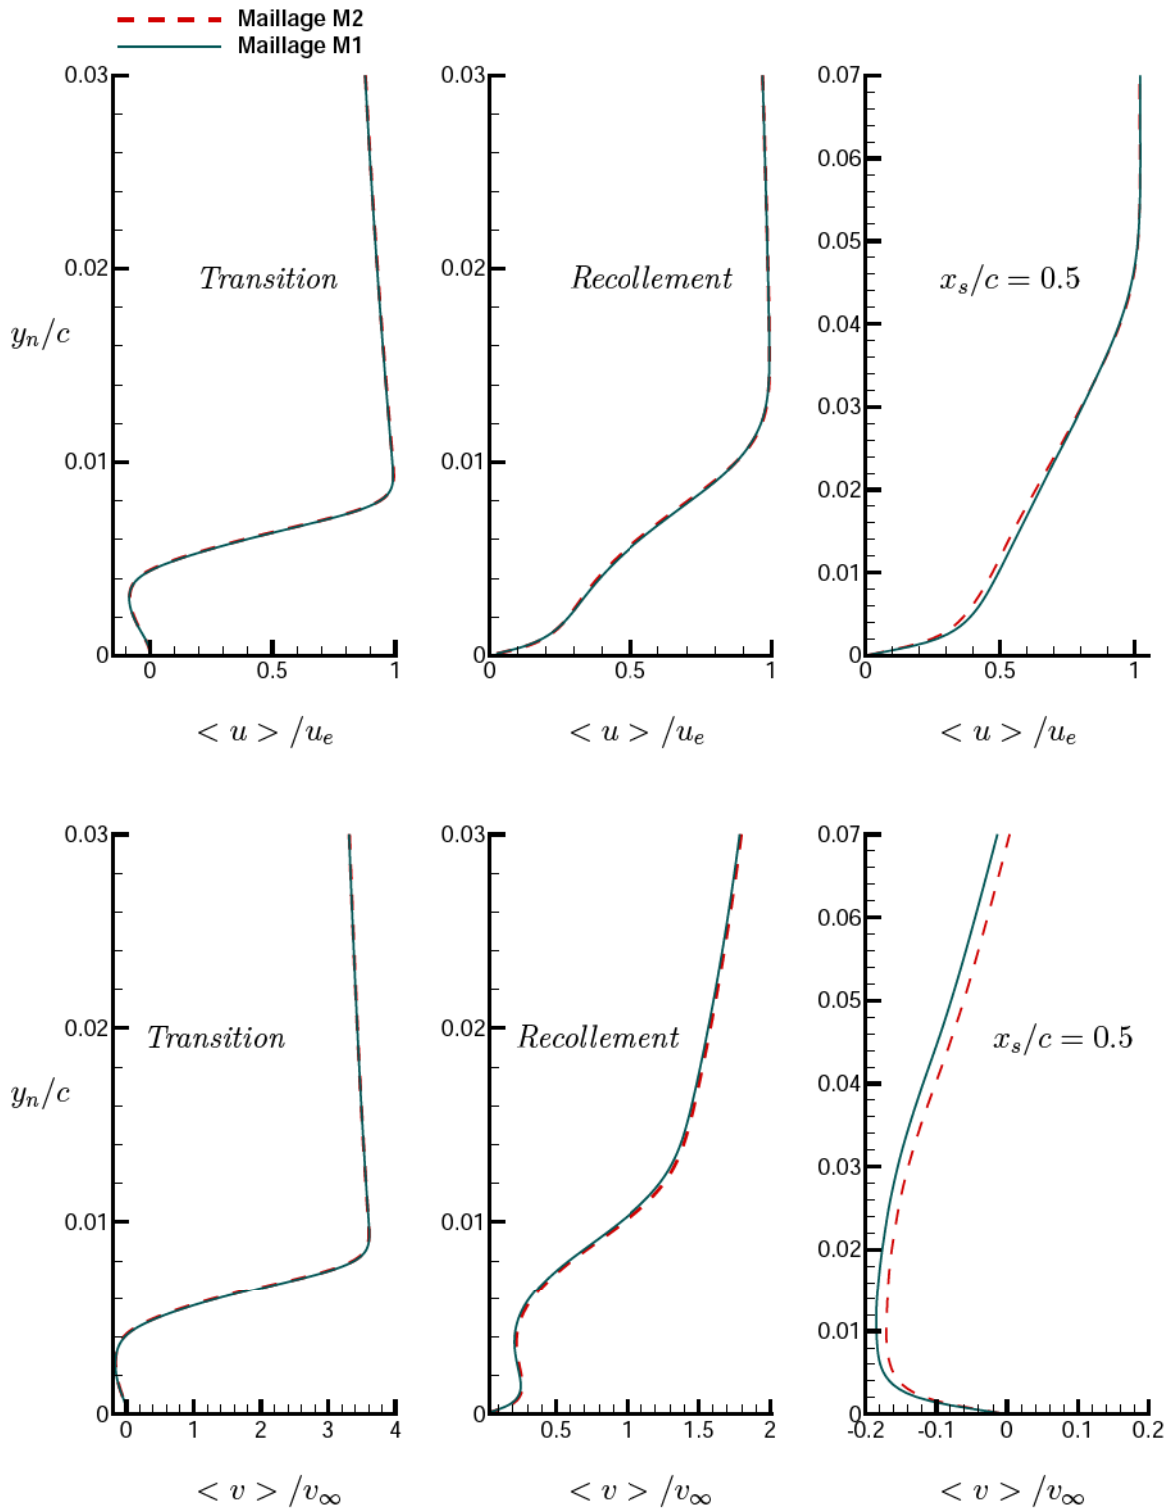 Maillage M2
Maillage M1
0.03 0.03 0.07
0.06
0.05
0.02 Transition 0.02 Recollement x_s/c = 0.5
y_n/c 0.04
0.03
0.01 0.01
0.02
0.01
0 0 0
0 0.5 1 0 0.5 1 0 0.5 1
< u > /u_e < u > /u_e < u > /u_e
0.03 0.03 0.07
0.06
0.05
0.02 Transition 0.02 Recollement x_s/c = 0.5
y_n/c 0.04
0.03
0.01 0.01
0.02
0.01
0 0 0
0 1 2 3 4 0.5 1 1.5 2 -0.2 -0.1 0 0.1 0.2
< v > /v_∞ < v > /v_∞ < v > /v_∞